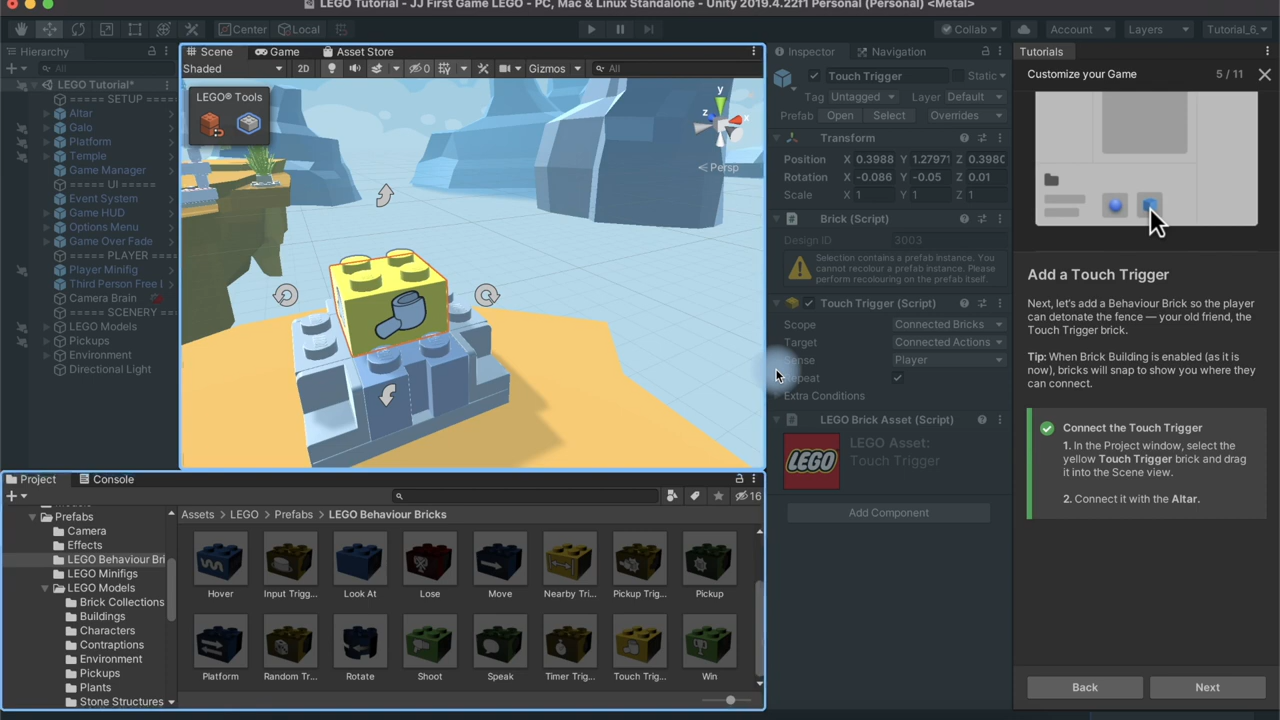 LEGO Tutorial - JJ First Game LEGO - PC, Mac & Linux Standalone - Unity 2019.4.22f1 Personal (Personal) <Metal>
Center Local Collab Account Layers Tutorial_6_
Hierarchy
All
LEGO Tutorial*
===== SETUP ====
Altar
Galo
Platform
Temple
Game Manager
===== UI =====
Event System
Game HUD
Options Menu
Game Over Fade
===== PLAYER ====
Player Minifig
Third Person Free l
Camera Brain
===== SCENERY ===
LEGO Models
Pickups
Environment
Directional Light
Scene Game Asset Store
Shaded 2D 0 Gizmos All
LEGO® Tools
y
z x
< Persp
Inspector Navigation
Touch Trigger Static
Tag Untagged Layer Default
Prefab Open Select Overrides
Transform
Position X 0.3988 Y 1.27971 Z 0.3980
Rotation X -0.086 Y -0.05 Z 0.01
Scale X 1 Y 1 Z 1
Brick (Script)
Design ID 3003
Selection contains a prefab instance. You
cannot recolour a prefab instance. Please
perform recolouring on the prefab itself.
Touch Trigger (Script)
Scope Connected Bricks
Target Connected Actions
Sense Player
Repeat
Extra Conditions
LEGO Brick Asset (Script)
LEGO
LEGO Asset:
Touch Trigger
Add Component
Tutorials
Customize your Game 5 / 11
Add a Touch Trigger
Next, let's add a Behaviour Brick so the player
can detonate the fence — your old friend, the
Touch Trigger brick.
Tip: When Brick Building is enabled (as it is
now), bricks will snap to show you where they
can connect.
Connect the Touch Trigger
1. In the Project window, select the
yellow Touch Trigger brick and drag
it into the Scene view.
2. Connect it with the Altar.
Back Next
Project Console
16
Prefabs
Camera
Effects
LEGO Behaviour Bri
LEGO Minifigs
LEGO Models
Brick Collections
Buildings
Characters
Contraptions
Environment
Pickups
Plants
Stone Structures
Assets > LEGO > Prefabs > LEGO Behaviour Bricks
Hover Input Trigg... Look At Lose Move Nearby Tri... Pickup Trig... Pickup
Platform Random Tr... Rotate Shoot Speak Timer Trig... Touch Trig... Win